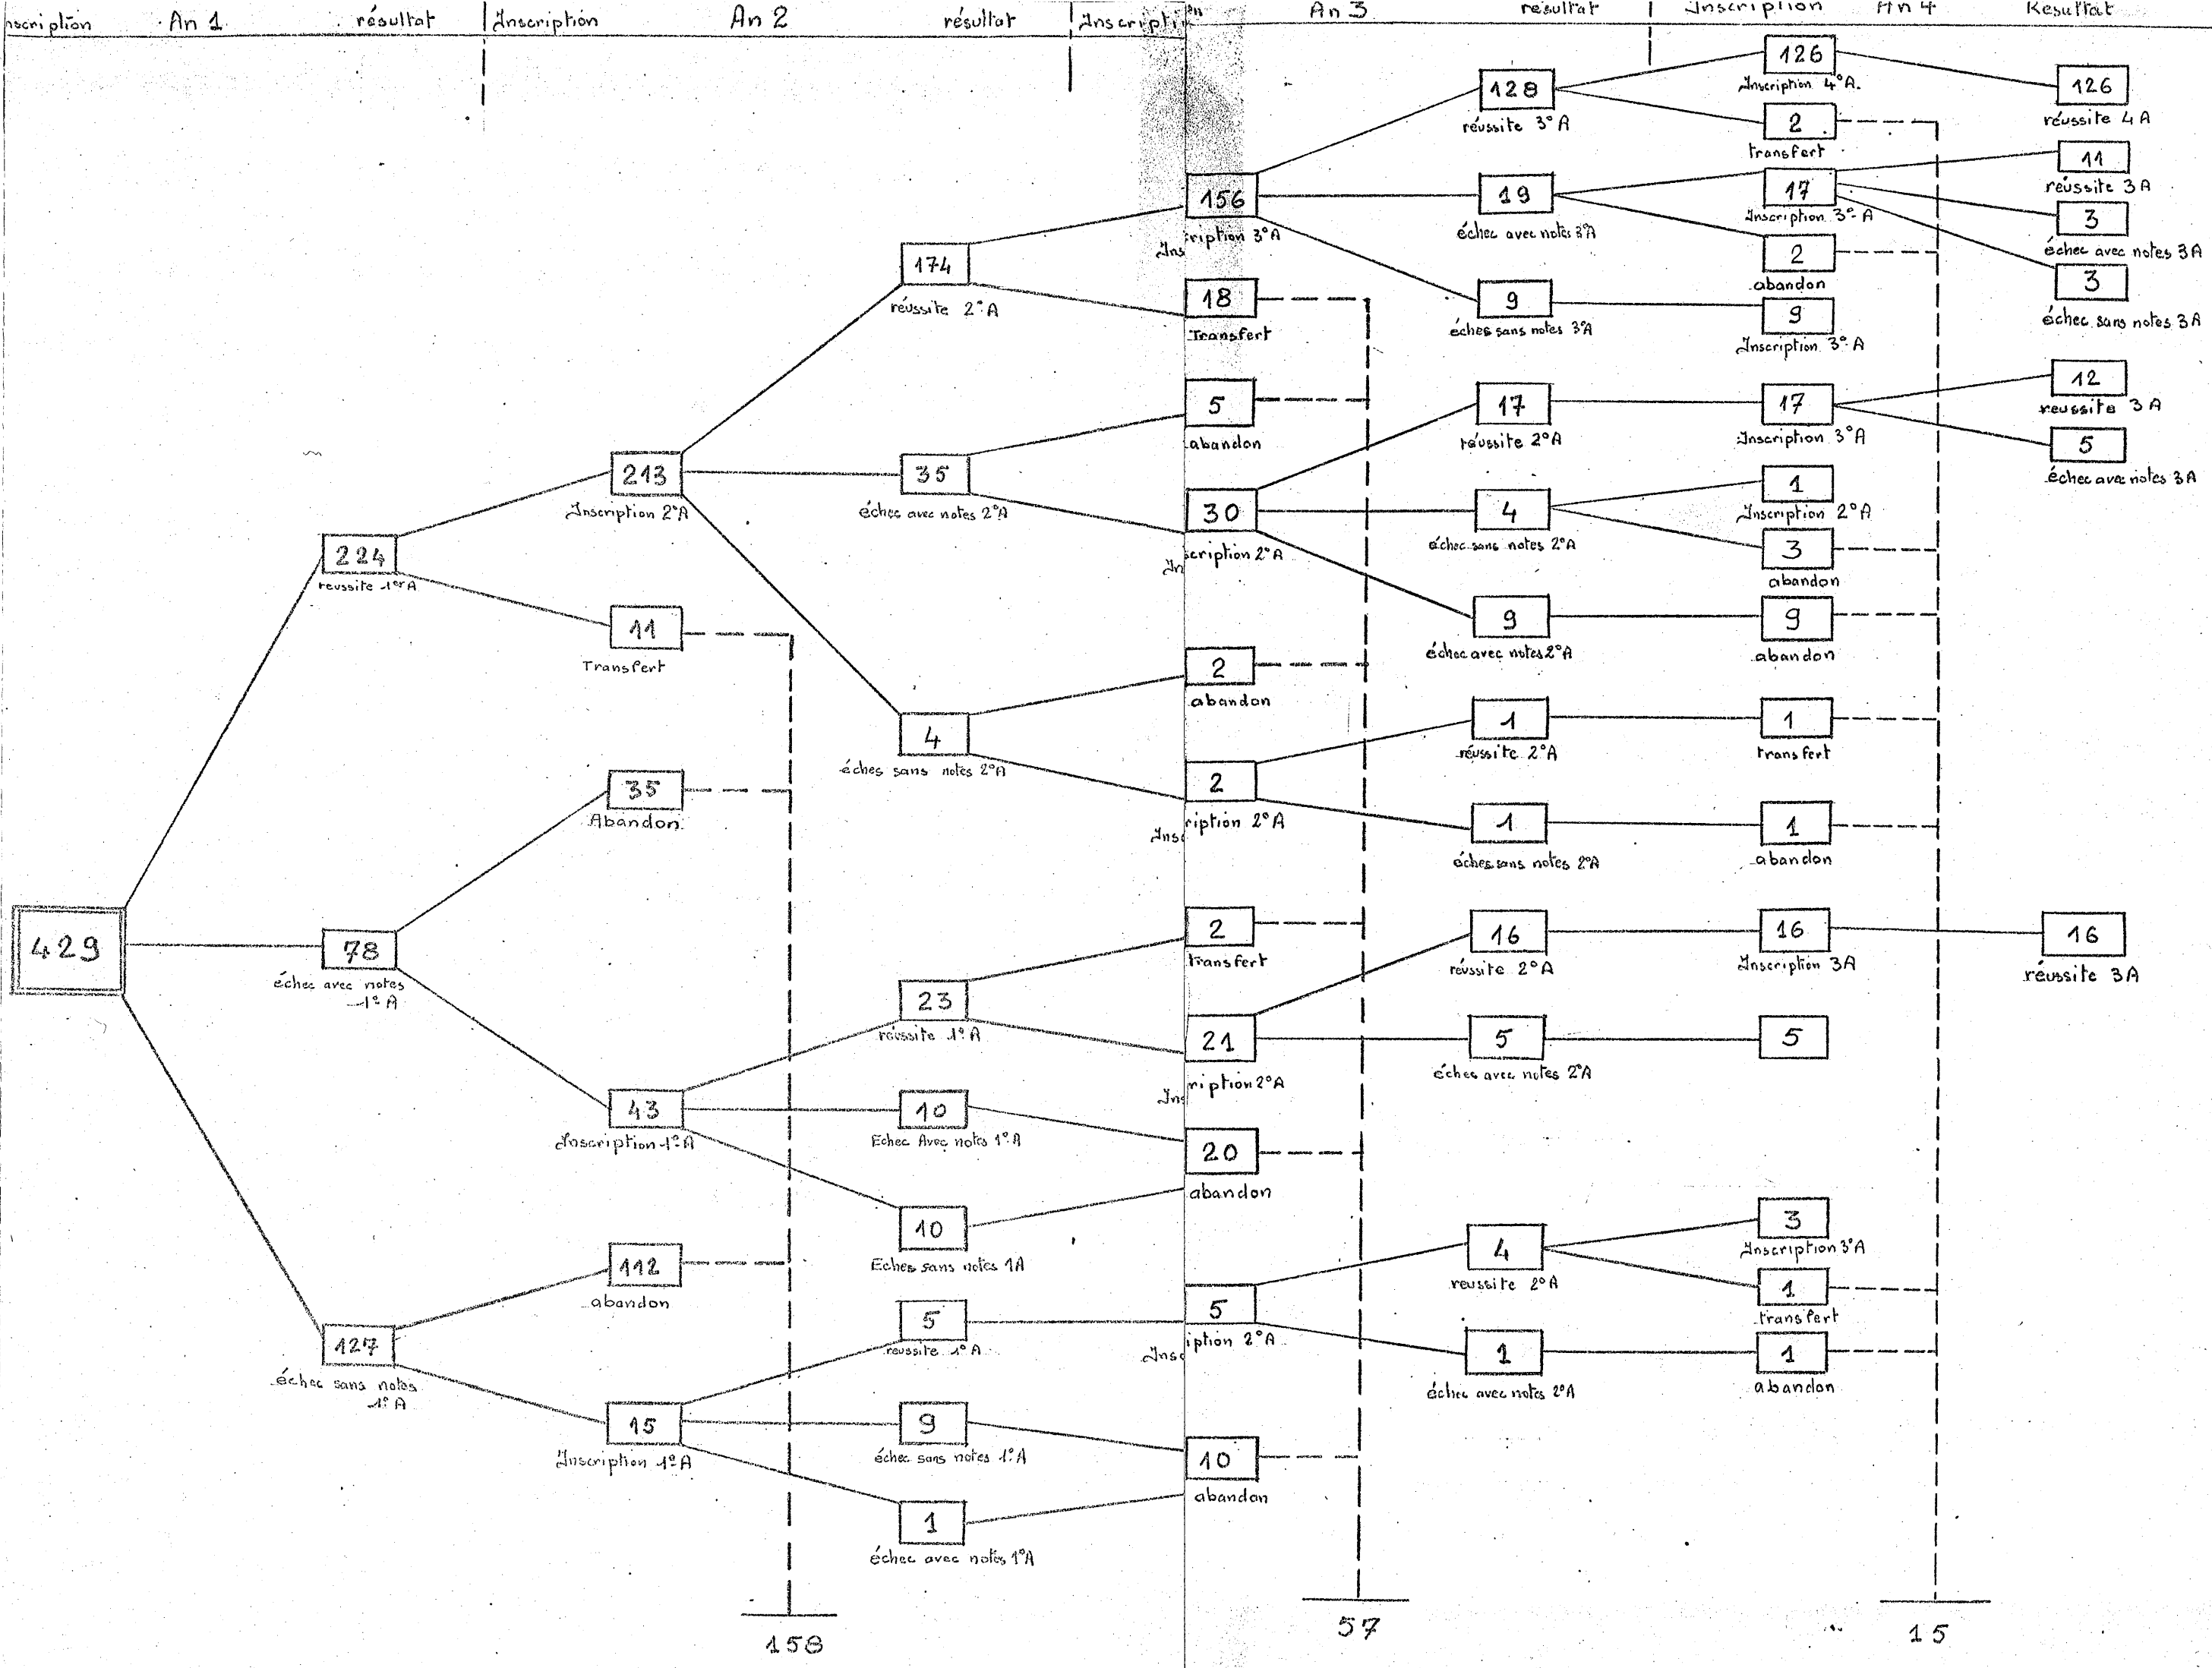 An 1 résultat Inscription An 2 résultat Inscription An 3 résultat Inscription An 4 Résultat
429
224
réussite 1er A
78
échec avec notes
1° A
127
échec sans notes
1° A
213
Inscription 2°A
11
Transfert
35
Abandon
43
Inscription 1°A
112
abandon
15
Inscription 1°A
158
174
réussite 2°A
35
échec avec notes 2°A
4
éches sans notes 2°A
23
réussite 1°A
10
Echec Avec notes 1°A
10
Eches sans notes 1A
5
réussite 1°A
9
échec sans notes 1°A
1
échec avec notes 1°A
156
Inscription 3°A
18
Transfert
5
abandon
30
Inscription 2°A
2
abandon
2
Inscription 2°A
2
transfert
21
Inscription 2°A
20
abandon
5
Inscription 2°A
10
abandon
57
128
réussite 3°A
19
échec avec notes 3°A
9
éches sans notes 3°A
17
réussite 2°A
4
échec sans notes 2°A
9
échec avec notes 2°A
1
réussite 2°A
1
éches sans notes 2°A
16
réussite 2°A
5
échec avec notes 2°A
4
reussite 2°A
1
échec avec notes 2°A
126
Inscription 4°A.
2
transfert
17
Inscription 3°A
2
abandon
9
Inscription 3°A
17
Inscription 3°A
1
Inscription 2°A
3
abandon
9
abandon
1
transfert
1
abandon
16
Inscription 3A
5
3
Inscription 3°A
1
transfert
1
abandon
15
126
réussite 4A
11
réussite 3A
3
échec avec notes 3A
3
échec sans notes 3A
12
reussite 3A
5
échec avec notes 3A
16
réussite 3A